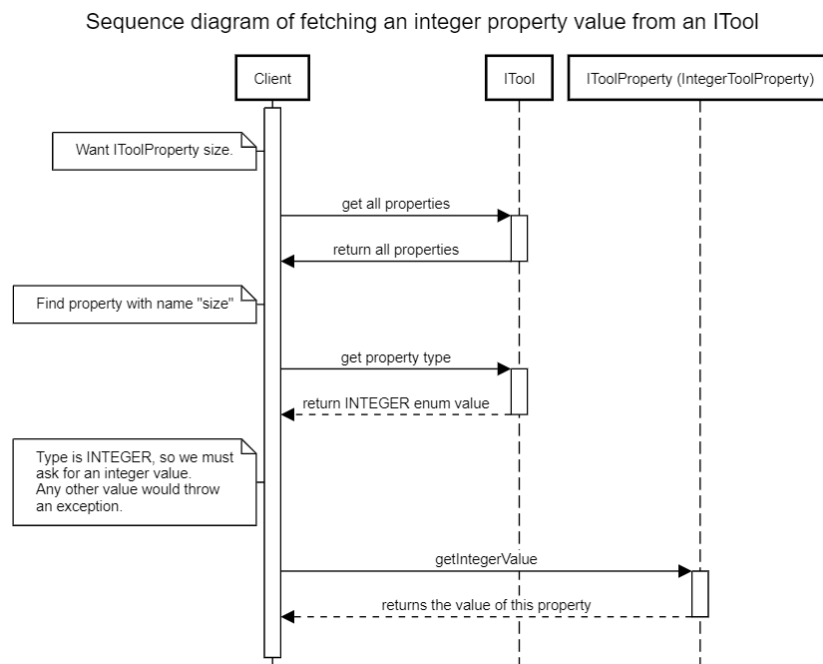 Sequence diagram of fetching an integer property value from an ITool
Client
ITool
IToolProperty (IntegerToolProperty)
Want IToolProperty size.
get all properties
return all properties
Find property with name "size"
get property type
return INTEGER enum value
Type is INTEGER, so we must
ask for an integer value.
Any other value would throw
an exception.
getIntegerValue
returns the value of this property